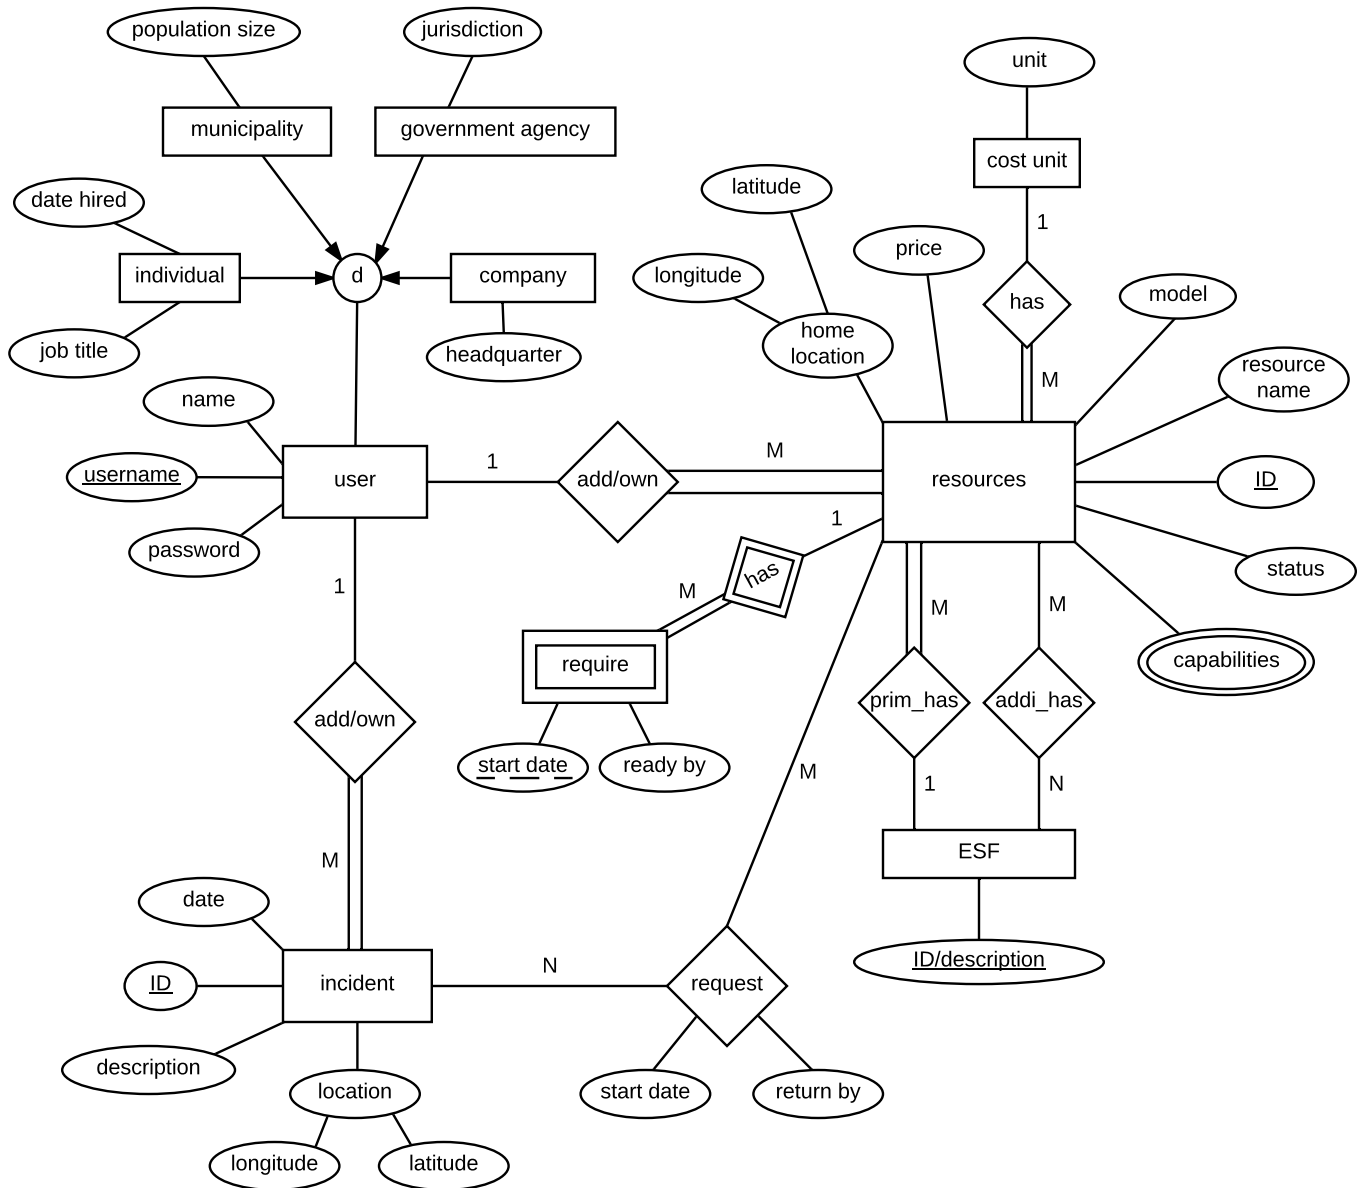 population size
jurisdiction
unit
municipality
government agency
cost unit
latitude
date hired
1
price
longitude
individual
d
company
has
model
home
location
job title
headquarter
resource
name
M
name
username
user
1
add/own
M
resources
ID
password
1
has
status
1
M
M
M
require
capabilities
add/own
prim_has
addi_has
start date
ready by
M
1
N
M
ESF
date
ID
incident
N
request
ID/description
description
location
start date
return by
longitude
latitude